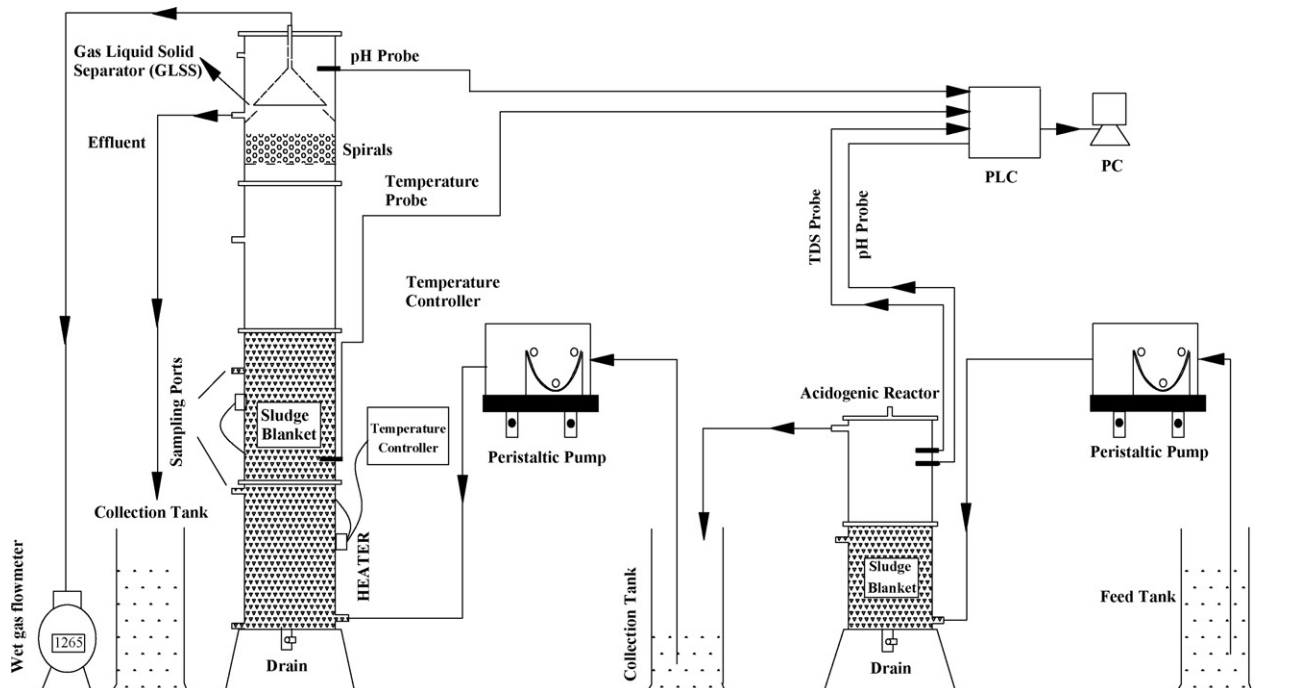 Gas Liquid Solid
Separator (GLSS)
pH Probe
Effluent
Spirals
Temperature
Probe
PLC
PC
TDS Probe
pH Probe
Temperature
Controller
Sampling Ports
Sludge
Blanket
Temperature
Controller
Peristaltic Pump
Acidogenic Reactor
Peristaltic Pump
Collection Tank
HEATER
Wet gas flowmeter
1265
Drain
Collection Tank
Sludge
Blanket
Drain
Feed Tank